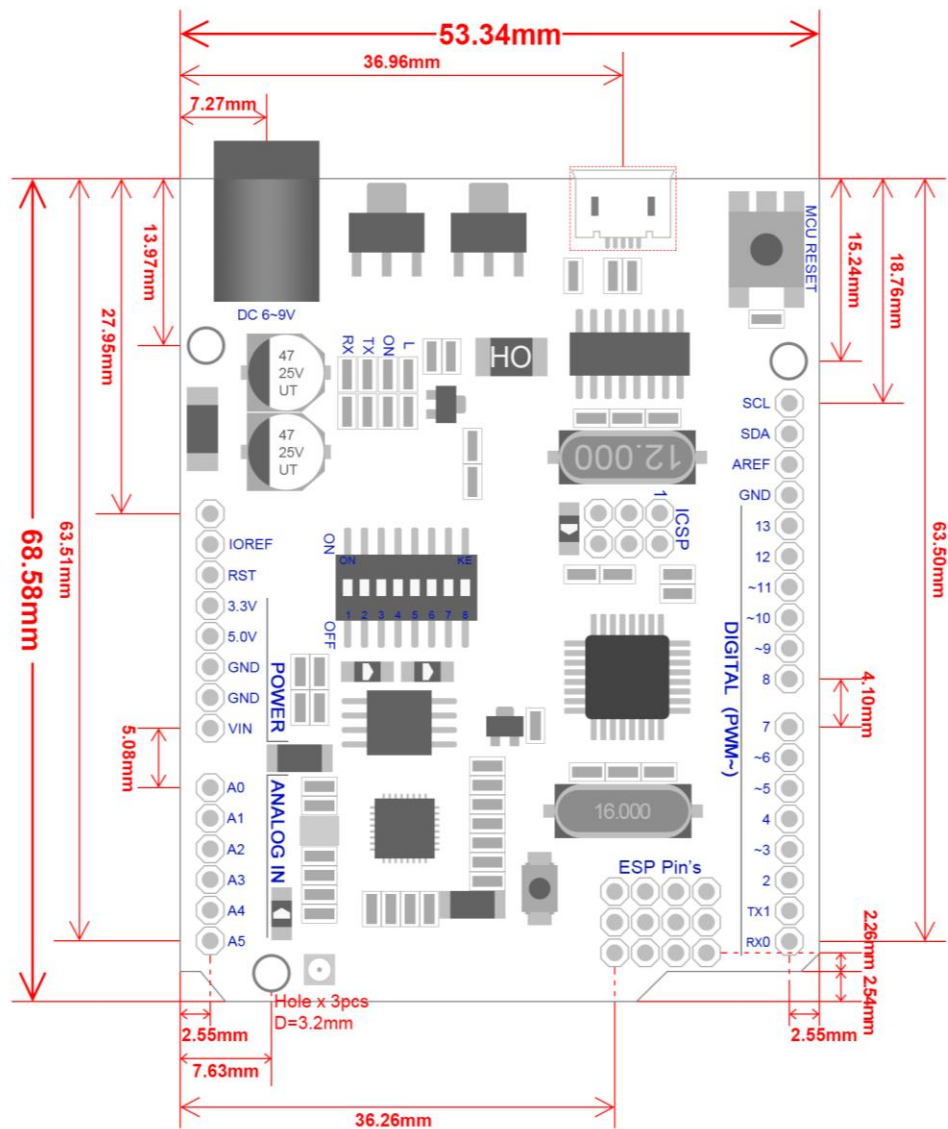 53.34mm
36.96mm
7.27mm
68.58mm
63.51mm
27.95mm
13.97mm
5.08mm
15.24mm
18.76mm
63.50mm
4.10mm
2.26mm
2.54mm
MCU RESET
DC 6~9V
47
25V
UT
47
25V
UT
RX
TX
ON
L
HO
12.000
1
ICSP
SCL
SDA
AREF
GND
13
12
~11
~10
~9
8
7
~6
~5
4
~3
2
TX1
RX0
DIGITAL (PWM~)
IOREF
RST
3.3V
5.0V
GND
GND
VIN
POWER
A0
A1
A2
A3
A4
A5
ANALOG IN
ON
OFF
ON
KE
1 2 3 4 5 6 7 8
16.000
ESP Pin's
Hole x 3pcs
D=3.2mm
2.55mm
2.55mm
7.63mm
36.26mm